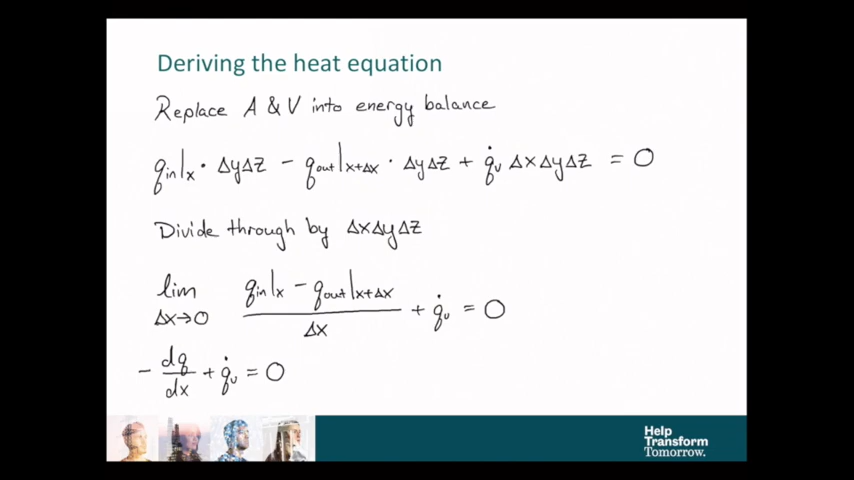 Deriving the heat equation
Replace A & V into energy balance
q_in|_x · ΔyΔz − q_out|_x+Δx · ΔyΔz + q̇_v ΔxΔyΔz = 0
Divide through by ΔxΔyΔz
lim Δx→0 (q_in|_x − q_out|_x+Δx)/Δx + q̇_v = 0
− dq/dx + q̇_v = 0
Help
Transform
Tomorrow.